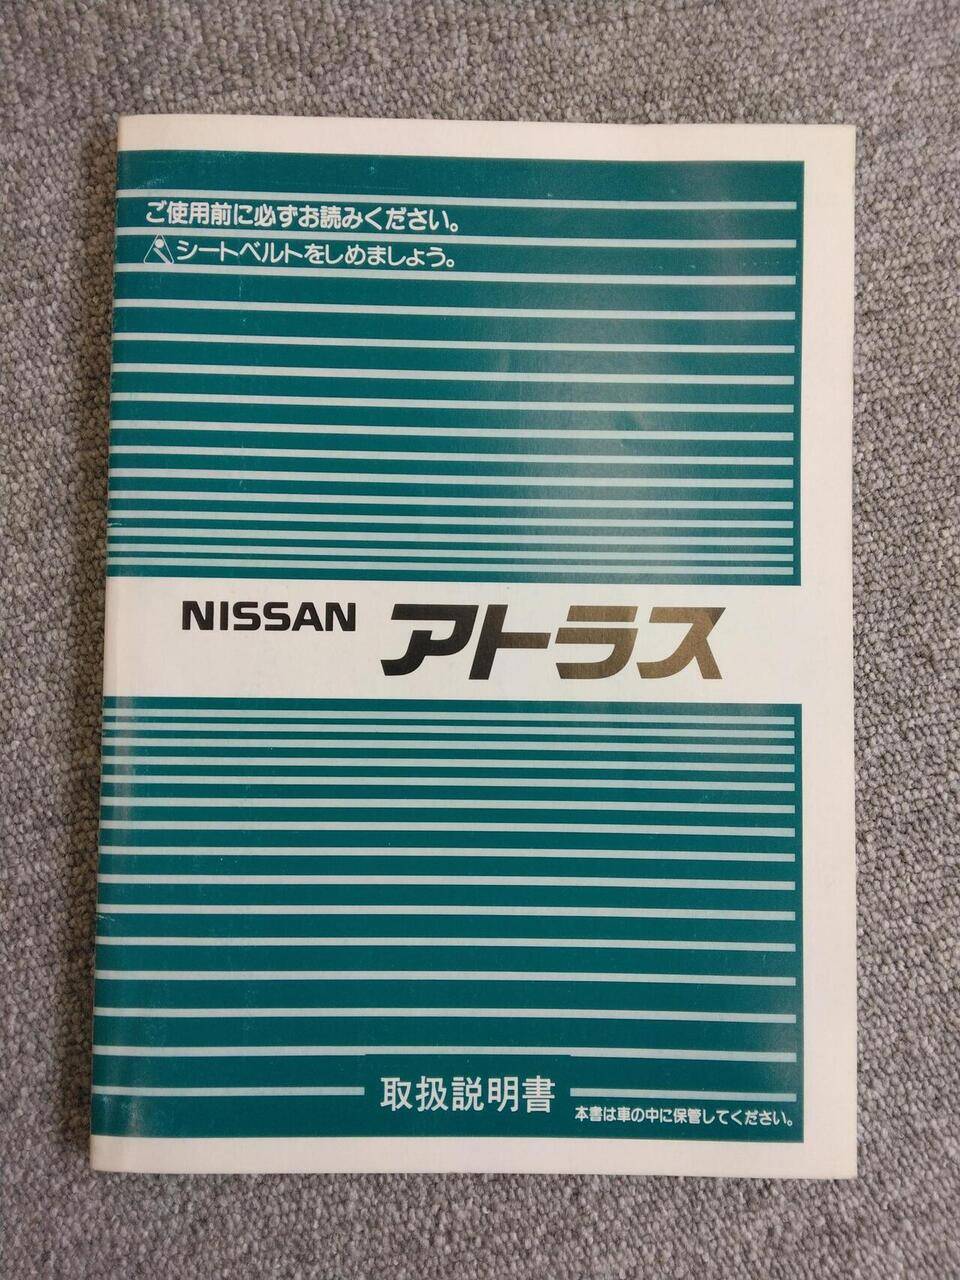 ご使用前に必ずお読みください。
シートベルトをしめましょう。
NISSAN アトラス
取扱説明書
本書は車の中に保管してください。